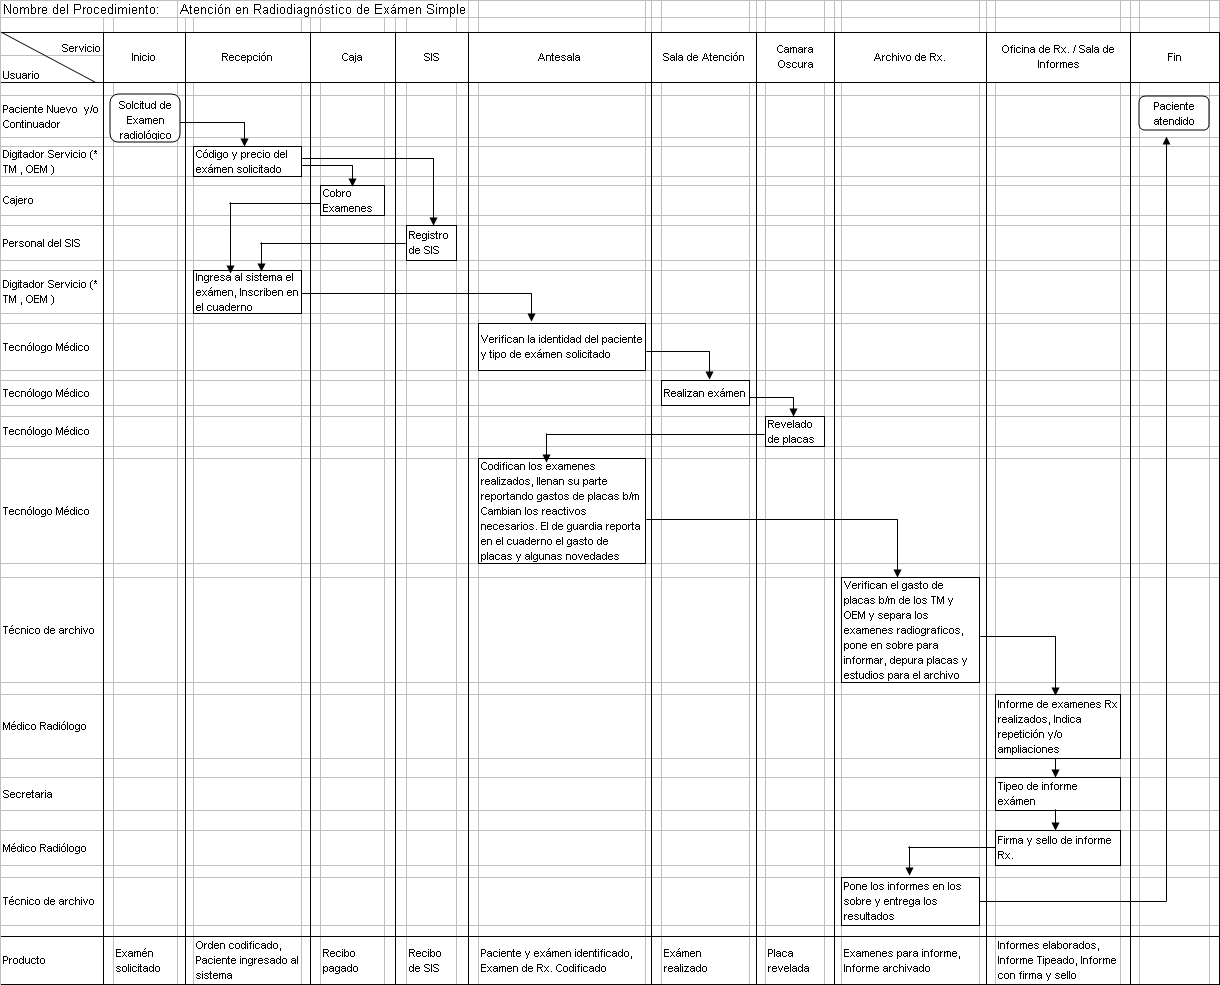 Nombre del Procedimiento: Atención en Radiodiagnóstico de Exámen Simple
Servicio
Usuario
Inicio
Recepción
Caja
SIS
Antesala
Sala de Atención
Camara
Oscura
Archivo de Rx.
Oficina de Rx. / Sala de
Informes
Fin
Paciente Nuevo y/o
Continuador
Solcitud de
Examen
radiológico
Paciente
atendido
Digitador Servicio (*
TM , OEM )
Código y precio del
exámen solicitado
Cajero
Cobro
Examenes
Personal del SIS
Registro
de SIS
Digitador Servicio (*
TM , OEM )
Ingresa al sistema el
exámen, Inscriben en
el cuaderno
Tecnólogo Médico
Verifican la identidad del paciente
y tipo de exámen solicitado
Tecnólogo Médico
Realizan exámen
Tecnólogo Médico
Revelado
de placas
Tecnólogo Médico
Codifican los examenes
realizados, llenan su parte
reportando gastos de placas b/m
Cambian los reactivos
necesarios. El de guardia reporta
en el cuaderno el gasto de
placas y algunas novedades
Técnico de archivo
Verifican el gasto de
placas b/m de los TM y
OEM y separa los
examenes radiograficos,
pone en sobre para
informar, depura placas y
estudios para el archivo
Médico Radiólogo
Informe de examenes Rx
realizados, Indica
repetición y/o
ampliaciones
Secretaria
Tipeo de informe
exámen
Médico Radiólogo
Firma y sello de informe
Rx.
Técnico de archivo
Pone los informes en los
sobre y entrega los
resultados
Producto
Examén
solicitado
Orden codificado,
Paciente ingresado al
sistema
Recibo
pagado
Recibo
de SIS
Paciente y exámen identificado,
Examen de Rx. Codificado
Exámen
realizado
Placa
revelada
Examenes para informe,
Informe archivado
Informes elaborados,
Informe Tipeado, Informe
con firma y sello